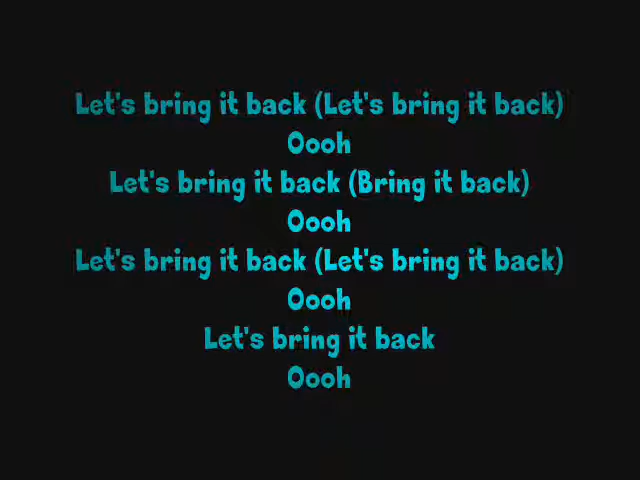 Let's bring it back (Let's bring it back)
Oooh
Let's bring it back (Bring it back)
Oooh
Let's bring it back (Let's bring it back)
Oooh
Let's bring it back
Oooh